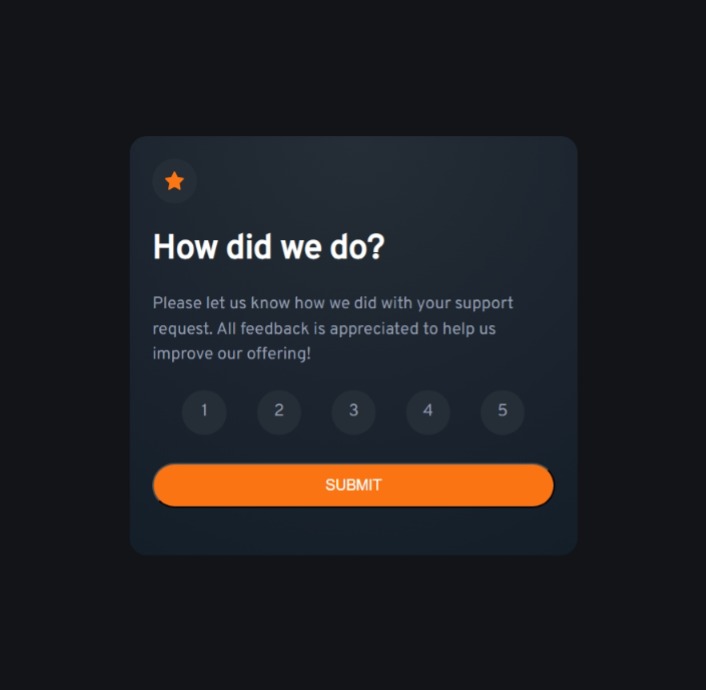 How did we do?
Please let us know how we did with your support
request. All feedback is appreciated to help us
improve our offering!
1 2 3 4 5
SUBMIT